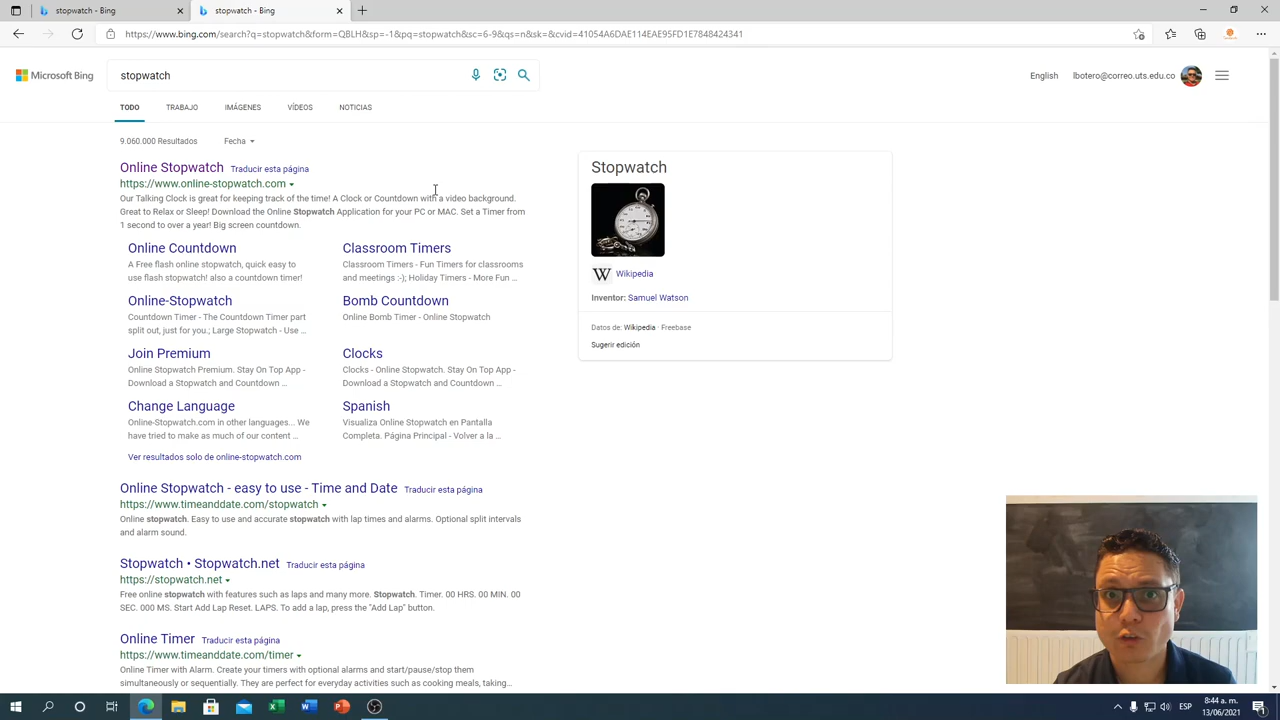 stopwatch - Bing
Online Stopwatch
https://www.bing.com/search?q=stopwatch&form=QBLH&sp=-1&pq=stopwatch&sc=6-9&qs=n&sk=&cvid=41054A6DAE114EAE95FD1E7848424341
Microsoft Bing
stopwatch
English
lbotero@correo.uts.edu.co
TODO
TRABAJO
IMÁGENES
VÍDEOS
NOTICIAS
9.060.000 Resultados
Fecha
Online Stopwatch Traducir esta página
https://www.online-stopwatch.com
Our Talking Clock is great for keeping track of the time! A Clock or Countdown with a video background.
Great to Relax or Sleep! Download the Online Stopwatch Application for your PC or MAC. Set a Timer from
1 second to over a year! Big screen countdown.
Online Countdown
A Free flash online stopwatch, quick easy to
use flash stopwatch! also a countdown timer!
Classroom Timers
Classroom Timers - Fun Timers for classrooms
and meetings :-); Holiday Timers - More Fun ...
Online-Stopwatch
Countdown Timer - The Countdown Timer part
split out, just for you.; Large Stopwatch - Use ...
Bomb Countdown
Online Bomb Timer - Online Stopwatch
Join Premium
Online Stopwatch Premium. Stay On Top App -
Download a Stopwatch and Countdown ...
Clocks
Clocks - Online Stopwatch. Stay On Top App -
Download a Stopwatch and Countdown ...
Change Language
Online-Stopwatch.com in other languages... We
have tried to make as much of our content ...
Spanish
Visualiza Online Stopwatch en Pantalla
Completa. Página Principal - Volver a la ...
Ver resultados solo de online-stopwatch.com
Online Stopwatch - easy to use - Time and Date Traducir esta página
https://www.timeanddate.com/stopwatch
Online stopwatch. Easy to use and accurate stopwatch with lap times and alarms. Optional split intervals
and alarm sound.
Stopwatch • Stopwatch.net Traducir esta página
https://stopwatch.net
Free online stopwatch with features such as laps and many more. Stopwatch. Timer. 00 HRS. 00 MIN. 00
SEC. 000 MS. Start Add Lap Reset. LAPS. To add a lap, press the "Add Lap" button.
Online Timer Traducir esta página
https://www.timeanddate.com/timer
Online Timer with Alarm. Create your timers with optional alarms and start/pause/stop them
simultaneously or sequentially. They are perfect for everyday activities such as cooking meals, taking...
Stopwatch
W Wikipedia
Inventor: Samuel Watson
Datos de: Wikipedia · Freebase
Sugerir edición
ESP
8:44 a. m.
13/06/2021